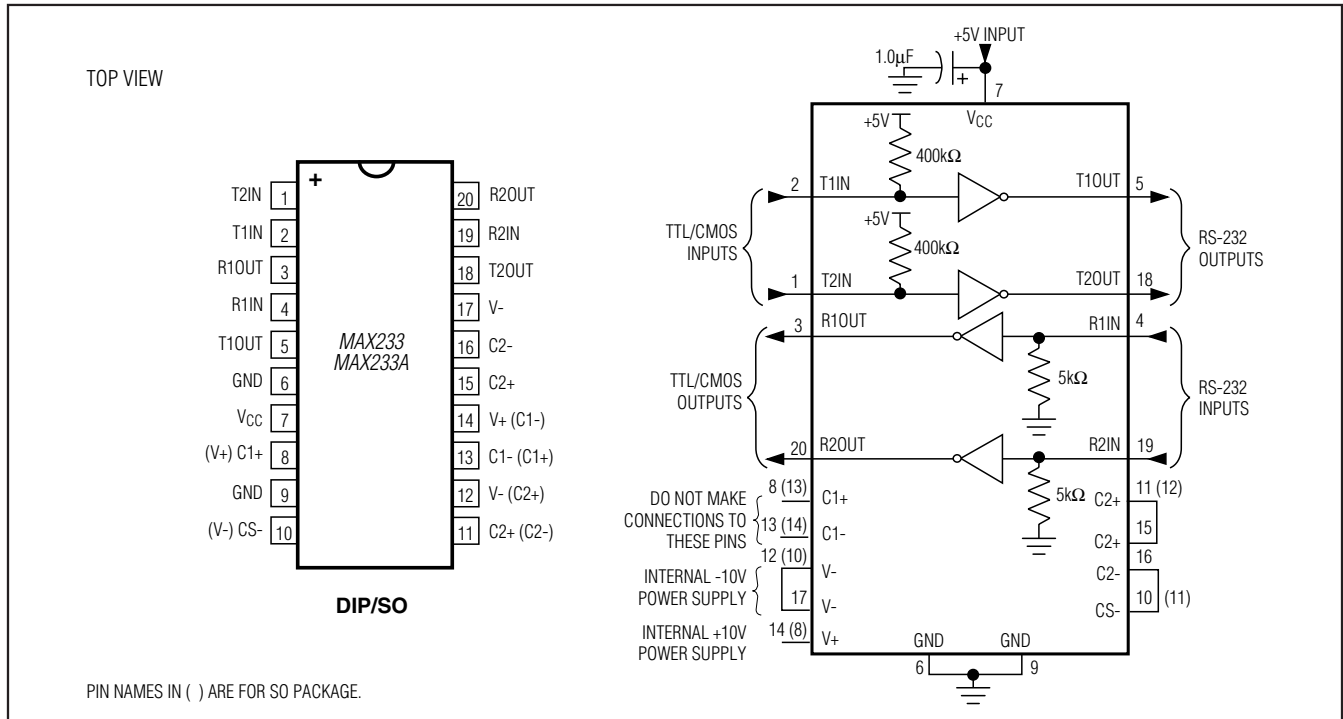 TOP VIEW
+
T2IN 1
T1IN 2
R1OUT 3
R1IN 4
T1OUT 5
GND 6
VCC 7
(V+) C1+ 8
GND 9
(V-) CS- 10
MAX233
MAX233A
20 R2OUT
19 R2IN
18 T2OUT
17 V-
16 C2-
15 C2+
14 V+ (C1-)
13 C1- (C1+)
12 V- (C2+)
11 C2+ (C2-)
DIP/SO
PIN NAMES IN ( ) ARE FOR SO PACKAGE.
+5V INPUT
1.0µF
+
7
VCC
+5V
400kΩ
2 T1IN
T1OUT 5
+5V
400kΩ
TTL/CMOS
INPUTS
RS-232
OUTPUTS
1 T2IN
T2OUT 18
3 R1OUT
R1IN 4
5kΩ
TTL/CMOS
OUTPUTS
RS-232
INPUTS
20 R2OUT
R2IN 19
5kΩ
DO NOT MAKE
CONNECTIONS TO
THESE PINS
8 (13) C1+
13 (14) C1-
INTERNAL -10V
POWER SUPPLY
12 (10) V-
17 V-
INTERNAL +10V
POWER SUPPLY
14 (8) V+
C2+ 11 (12)
C2+ 15
C2- 16
CS- 10 (11)
GND GND
6 9